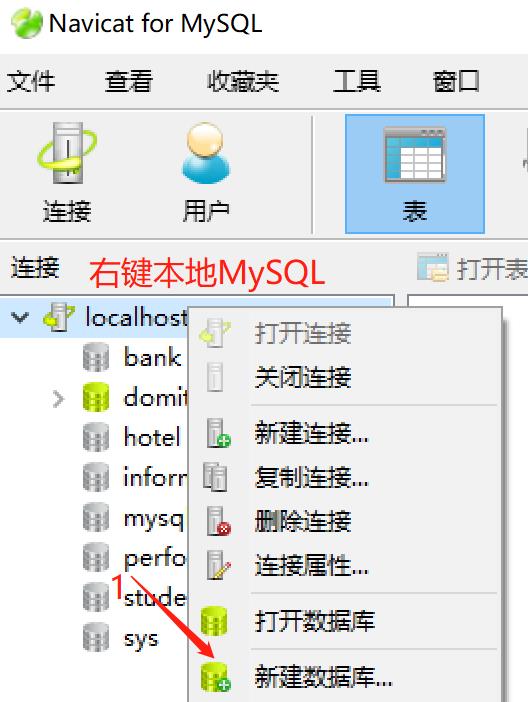 Navicat for MySQL
文件 查看 收藏夹 工具 窗口
连接 用户 表
连接 右键本地MySQL 打开表
localhost
bank
domit
hotel
inforr
mysql
perfo
stude
sys
打开连接
关闭连接
新建连接...
复制连接...
删除连接
连接属性...
打开数据库
1
新建数据库...